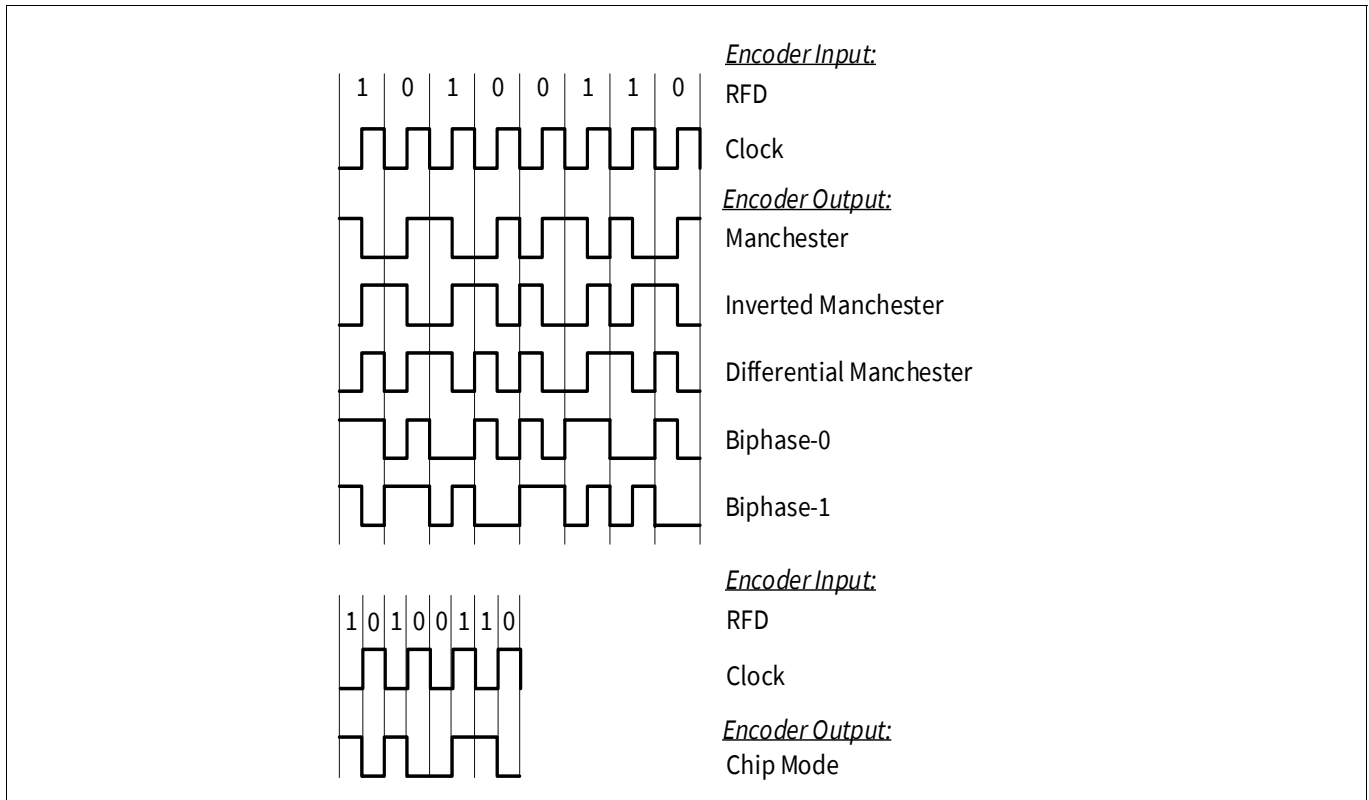 Encoder Input:
1 0 1 0 0 1 1 0 RFD
Clock
Encoder Output:
Manchester
Inverted Manchester
Differential Manchester
Biphase-0
Biphase-1
Encoder Input:
1 0 1 0 0 1 1 0 RFD
Clock
Encoder Output:
Chip Mode